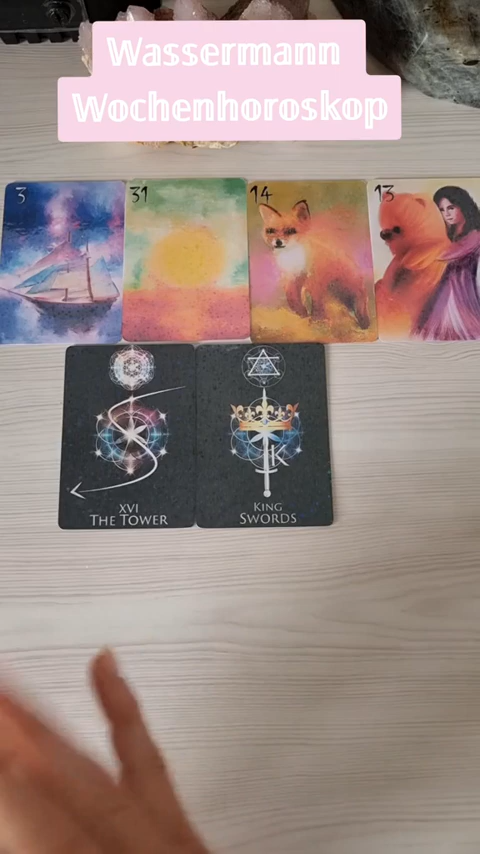 Wassermann
Wochenhoroskop
3
31
14
13
XVI
THE TOWER
K
KING
SWORDS